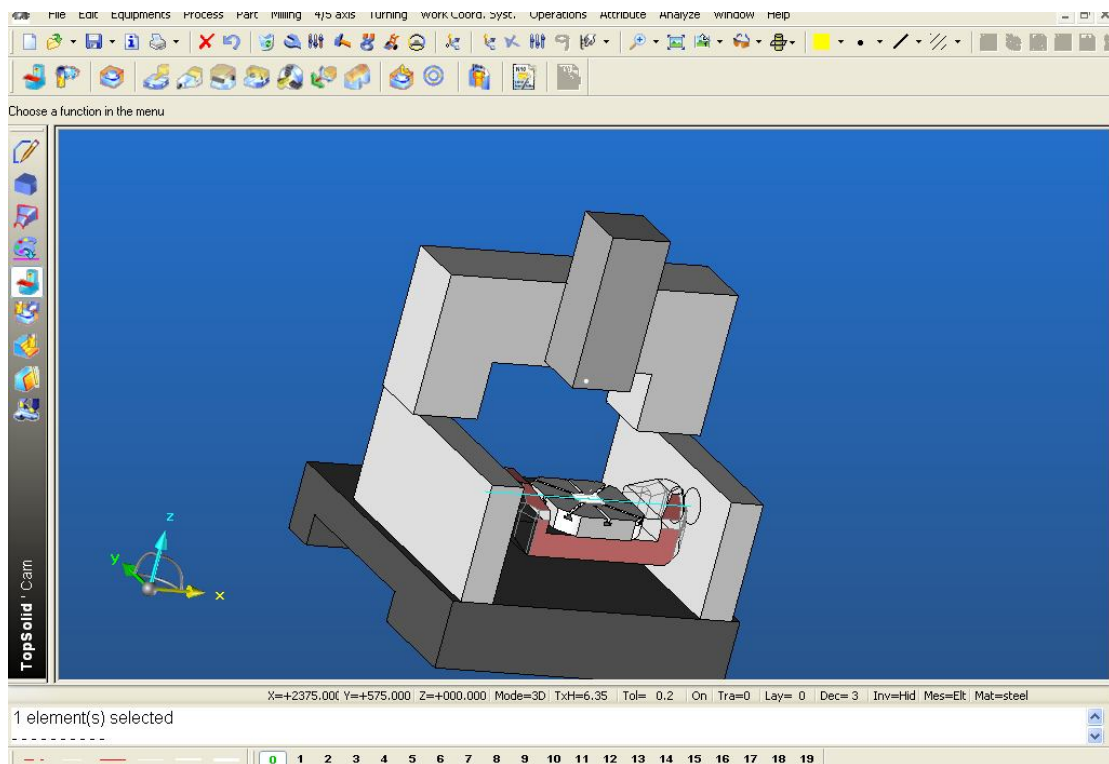 File Edit Equipments Process Part Milling 4/5 axis Turning Work Coord. Syst. Operations Attribute Analyze Window Help
N10
Choose a function in the menu
z
y
x
TopSolid ' Cam
X=+2375.000 Y=+575.000 Z=+000.000 Mode=3D TxH=6.35 Tol= 0.2 On Tra=0 Lay= 0 Dec= 3 Inv=Hid Mes=Elt Mat=steel
1 element(s) selected
- - - - - - - - - -
0 1 2 3 4 5 6 7 8 9 10 11 12 13 14 15 16 17 18 19